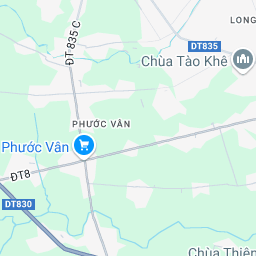 LONG
ĐT-835 C
DT835
Chùa Tào Khê
PHƯỚC VÂN
Phước Vân
ĐT8
DT830
Chùa Thiên